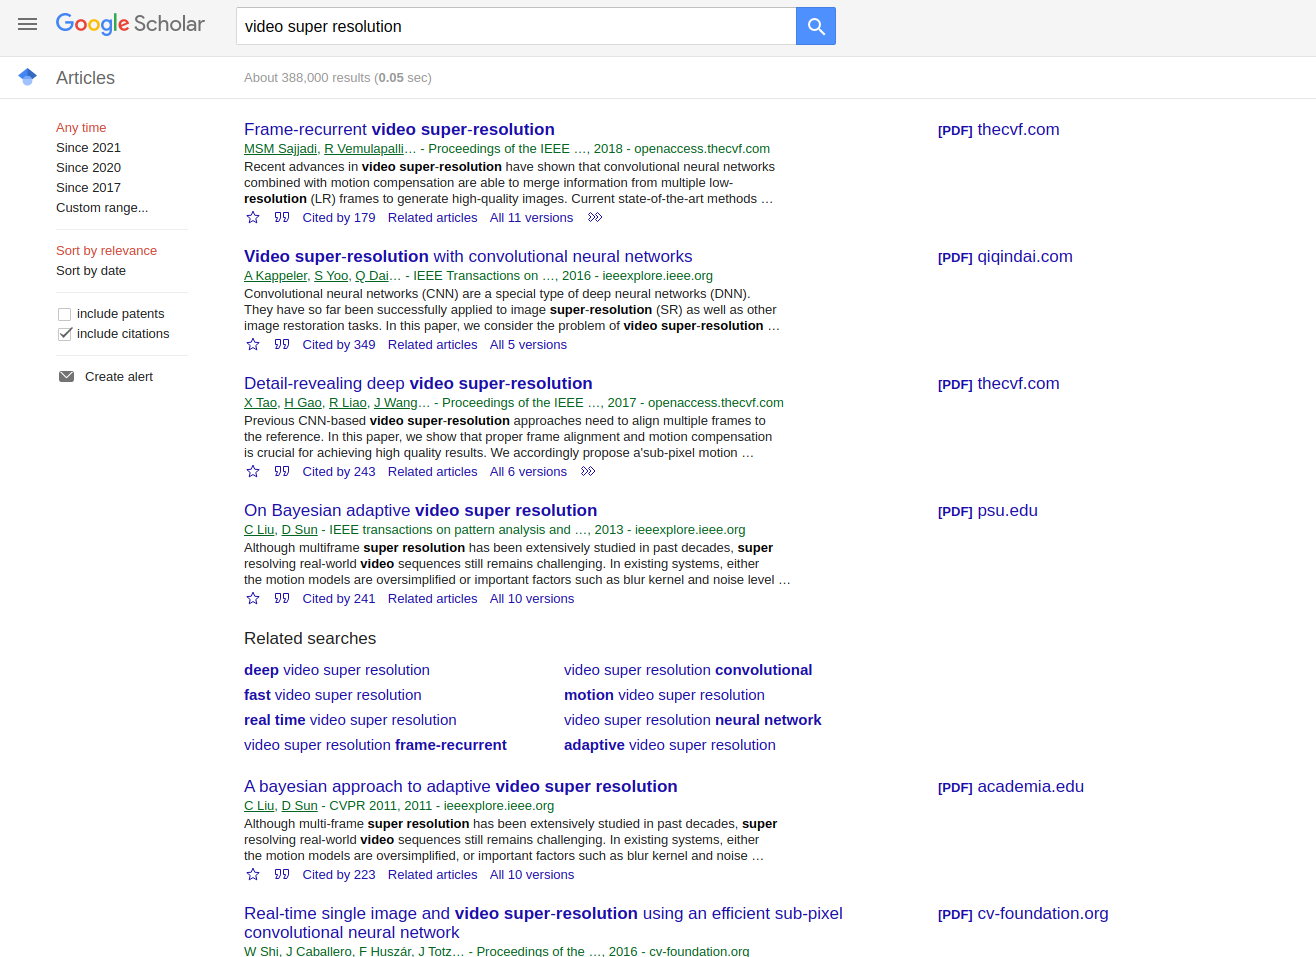 Google Scholar
video super resolution
Articles
About 388,000 results (0.05 sec)
Any time
Since 2021
Since 2020
Since 2017
Custom range...
Sort by relevance
Sort by date
include patents
include citations
Create alert
Frame-recurrent video super-resolution
MSM Sajjadi, R Vemulapalli… - Proceedings of the IEEE …, 2018 - openaccess.thecvf.com
Recent advances in video super-resolution have shown that convolutional neural networks
combined with motion compensation are able to merge information from multiple low-
resolution (LR) frames to generate high-quality images. Current state-of-the-art methods …
Cited by 179 Related articles All 11 versions
[PDF] thecvf.com
Video super-resolution with convolutional neural networks
A Kappeler, S Yoo, Q Dai… - IEEE Transactions on …, 2016 - ieeexplore.ieee.org
Convolutional neural networks (CNN) are a special type of deep neural networks (DNN).
They have so far been successfully applied to image super-resolution (SR) as well as other
image restoration tasks. In this paper, we consider the problem of video super-resolution …
Cited by 349 Related articles All 5 versions
[PDF] qiqindai.com
Detail-revealing deep video super-resolution
X Tao, H Gao, R Liao, J Wang… - Proceedings of the IEEE …, 2017 - openaccess.thecvf.com
Previous CNN-based video super-resolution approaches need to align multiple frames to
the reference. In this paper, we show that proper frame alignment and motion compensation
is crucial for achieving high quality results. We accordingly propose a'sub-pixel motion …
Cited by 243 Related articles All 6 versions
[PDF] thecvf.com
On Bayesian adaptive video super resolution
C Liu, D Sun - IEEE transactions on pattern analysis and …, 2013 - ieeexplore.ieee.org
Although multiframe super resolution has been extensively studied in past decades, super
resolving real-world video sequences still remains challenging. In existing systems, either
the motion models are oversimplified or important factors such as blur kernel and noise level …
Cited by 241 Related articles All 10 versions
[PDF] psu.edu
Related searches
deep video super resolution
fast video super resolution
real time video super resolution
video super resolution frame-recurrent
video super resolution convolutional
motion video super resolution
video super resolution neural network
adaptive video super resolution
A bayesian approach to adaptive video super resolution
C Liu, D Sun - CVPR 2011, 2011 - ieeexplore.ieee.org
Although multi-frame super resolution has been extensively studied in past decades, super
resolving real-world video sequences still remains challenging. In existing systems, either
the motion models are oversimplified, or important factors such as blur kernel and noise …
Cited by 223 Related articles All 10 versions
[PDF] academia.edu
Real-time single image and video super-resolution using an efficient sub-pixel
convolutional neural network
W Shi, J Caballero, F Huszár, J Totz… - Proceedings of the …, 2016 - cv-foundation.org
[PDF] cv-foundation.org